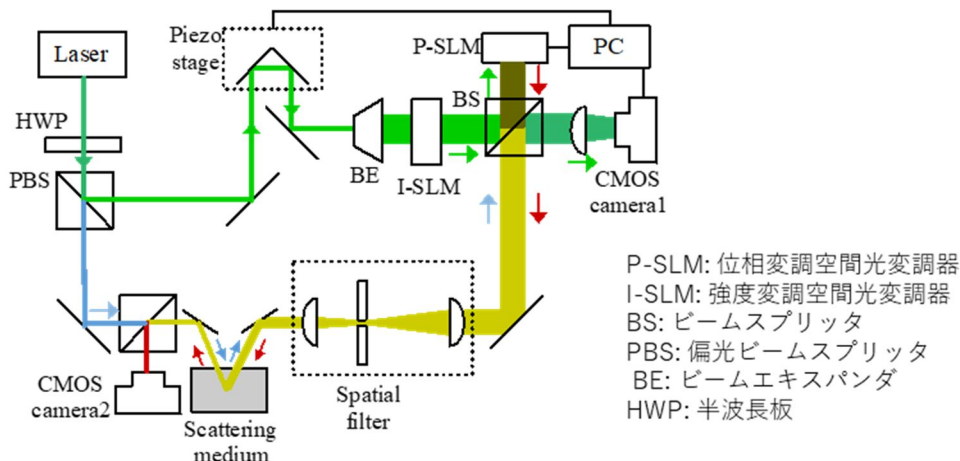 Laser
HWP
PBS
Piezo
stage
BE
I-SLM
P-SLM
BS
PC
CMOS
camera1
CMOS
camera2
Scattering
medium
Spatial
filter
P-SLM: 位相変調空間光変調器
I-SLM: 強度変調空間光変調器
BS: ビームスプリッタ
PBS: 偏光ビームスプリッタ
BE: ビームエキスパンダ
HWP: 半波長板